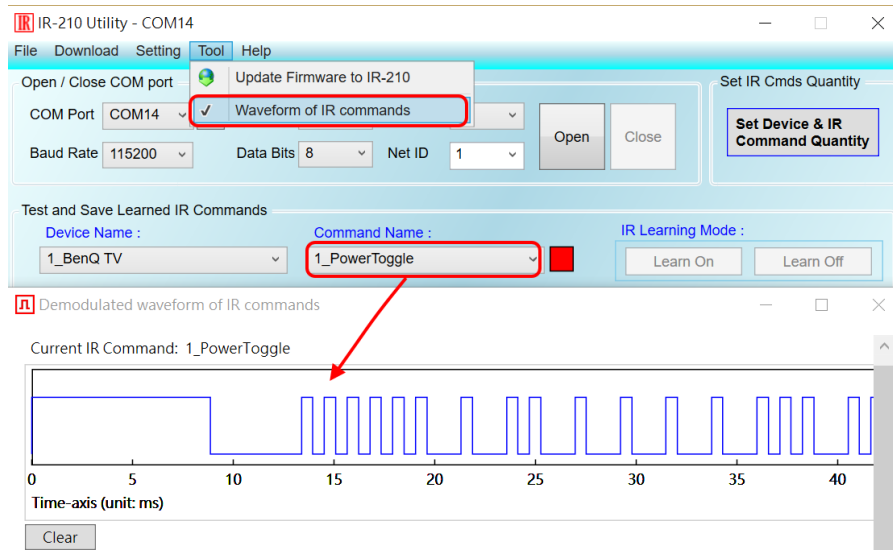 IR IR-210 Utility - COM14
File Download Setting Tool Help
Update Firmware to IR-210
Waveform of IR commands
Open / Close COM port
Set IR Cmds Quantity
COM Port COM14
Open Close
Set Device & IR
Command Quantity
Baud Rate 115200 Data Bits 8 Net ID 1
Test and Save Learned IR Commands
Device Name : Command Name : IR Learning Mode :
1_BenQ TV 1_PowerToggle Learn On Learn Off
Demodulated waveform of IR commands
Current IR Command: 1_PowerToggle
0 5 10 15 20 25 30 35 40
Time-axis (unit: ms)
Clear